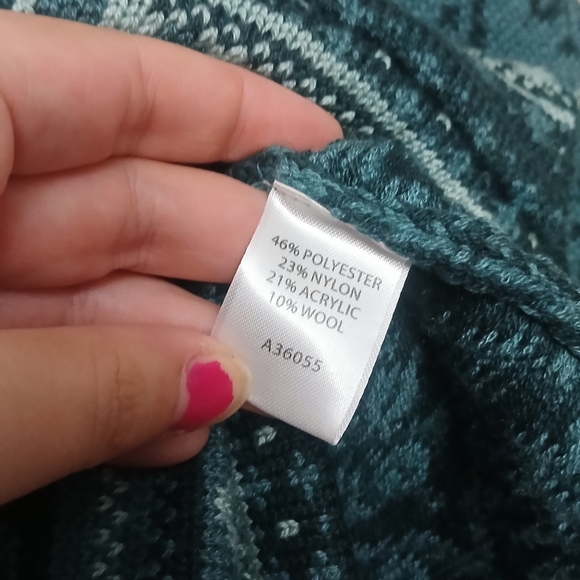 46% POLYESTER
23% NYLON
21% ACRYLIC
10% WOOL
A36055